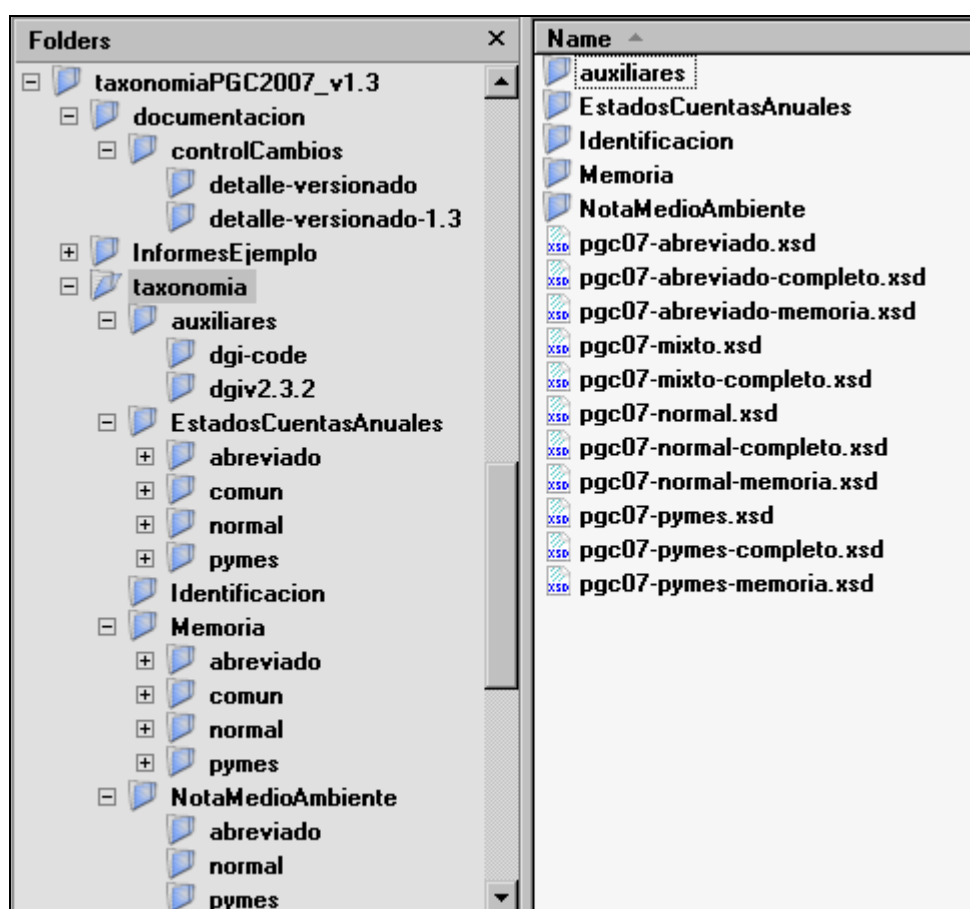 Folders
taxonomiaPGC2007_v1.3
documentacion
controlCambios
detalle-versionado
detalle-versionado-1.3
InformesEjemplo
taxonomia
auxiliares
dgi-code
dgiv2.3.2
EstadosCuentasAnuales
abreviado
comun
normal
pymes
Identificacion
Memoria
abreviado
comun
normal
pymes
NotaMedioAmbiente
abreviado
normal
pymes
Name
auxiliares
EstadosCuentasAnuales
Identificacion
Memoria
NotaMedioAmbiente
pgc07-abreviado.xsd
pgc07-abreviado-completo.xsd
pgc07-abreviado-memoria.xsd
pgc07-mixto.xsd
pgc07-mixto-completo.xsd
pgc07-normal.xsd
pgc07-normal-completo.xsd
pgc07-normal-memoria.xsd
pgc07-pymes.xsd
pgc07-pymes-completo.xsd
pgc07-pymes-memoria.xsd